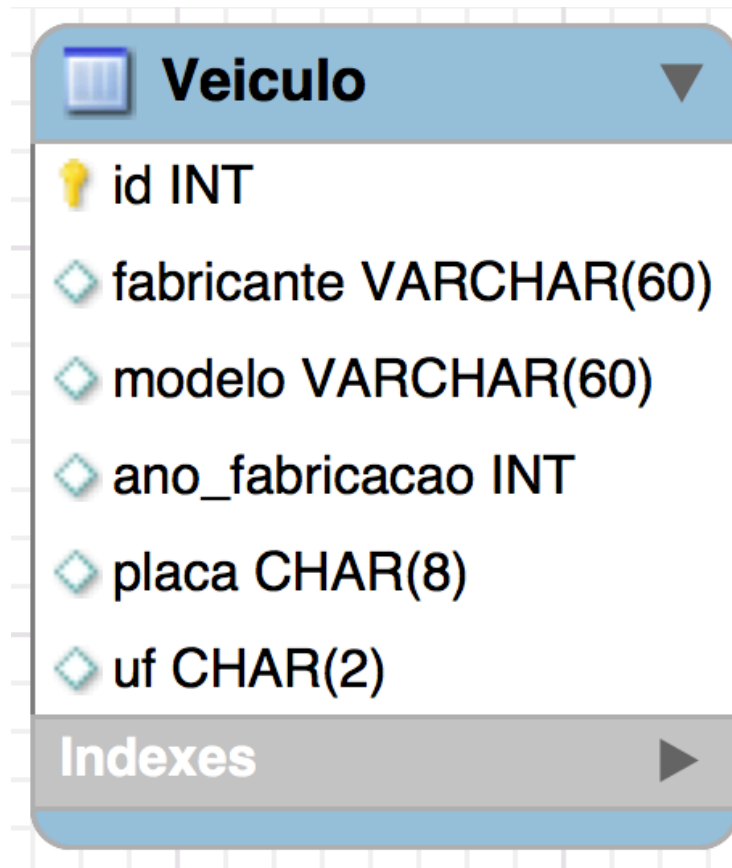 Veiculo
id INT
fabricante VARCHAR(60)
modelo VARCHAR(60)
ano_fabricacao INT
placa CHAR(8)
uf CHAR(2)
Indexes